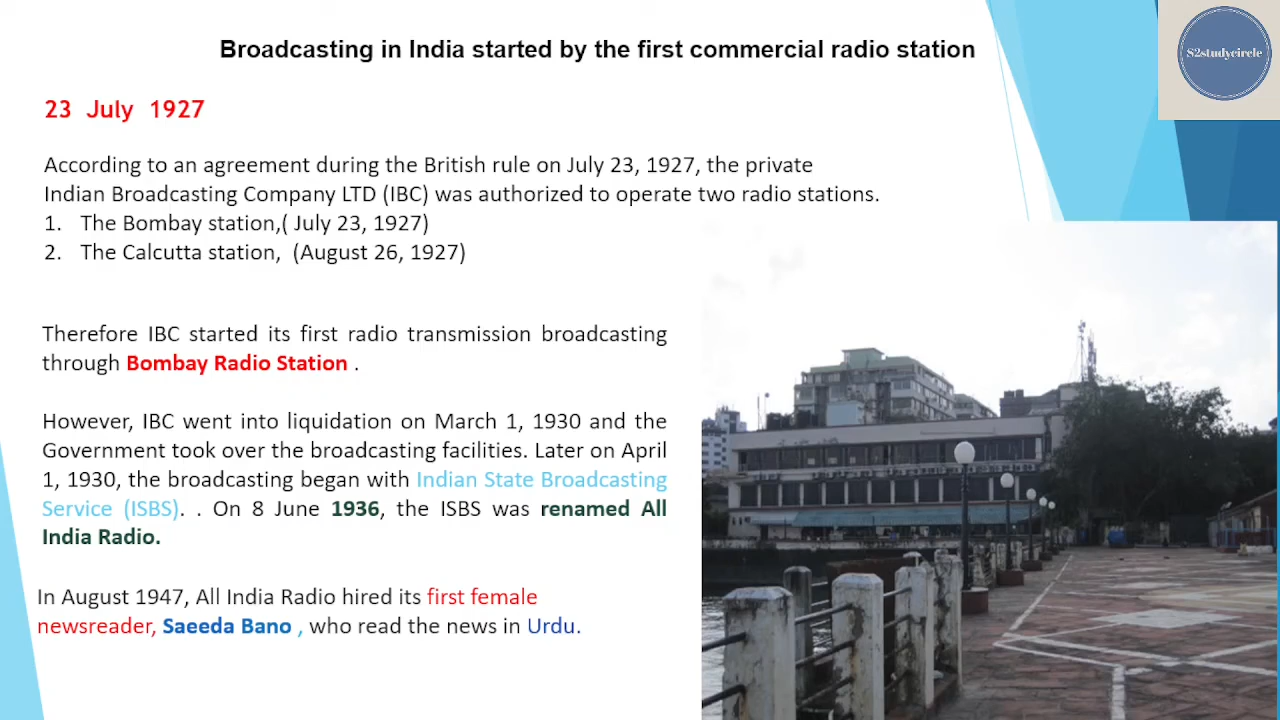 Broadcasting in India started by the first commercial radio station
S2studycircle
23 July 1927
According to an agreement during the British rule on July 23, 1927, the private
Indian Broadcasting Company LTD (IBC) was authorized to operate two radio stations.
1. The Bombay station,( July 23, 1927)
2. The Calcutta station, (August 26, 1927)
Therefore IBC started its first radio transmission broadcasting
through Bombay Radio Station .
However, IBC went into liquidation on March 1, 1930 and the
Government took over the broadcasting facilities. Later on April
1, 1930, the broadcasting began with Indian State Broadcasting
Service (ISBS). . On 8 June 1936, the ISBS was renamed All
India Radio.
In August 1947, All India Radio hired its first female
newsreader, Saeeda Bano , who read the news in Urdu.